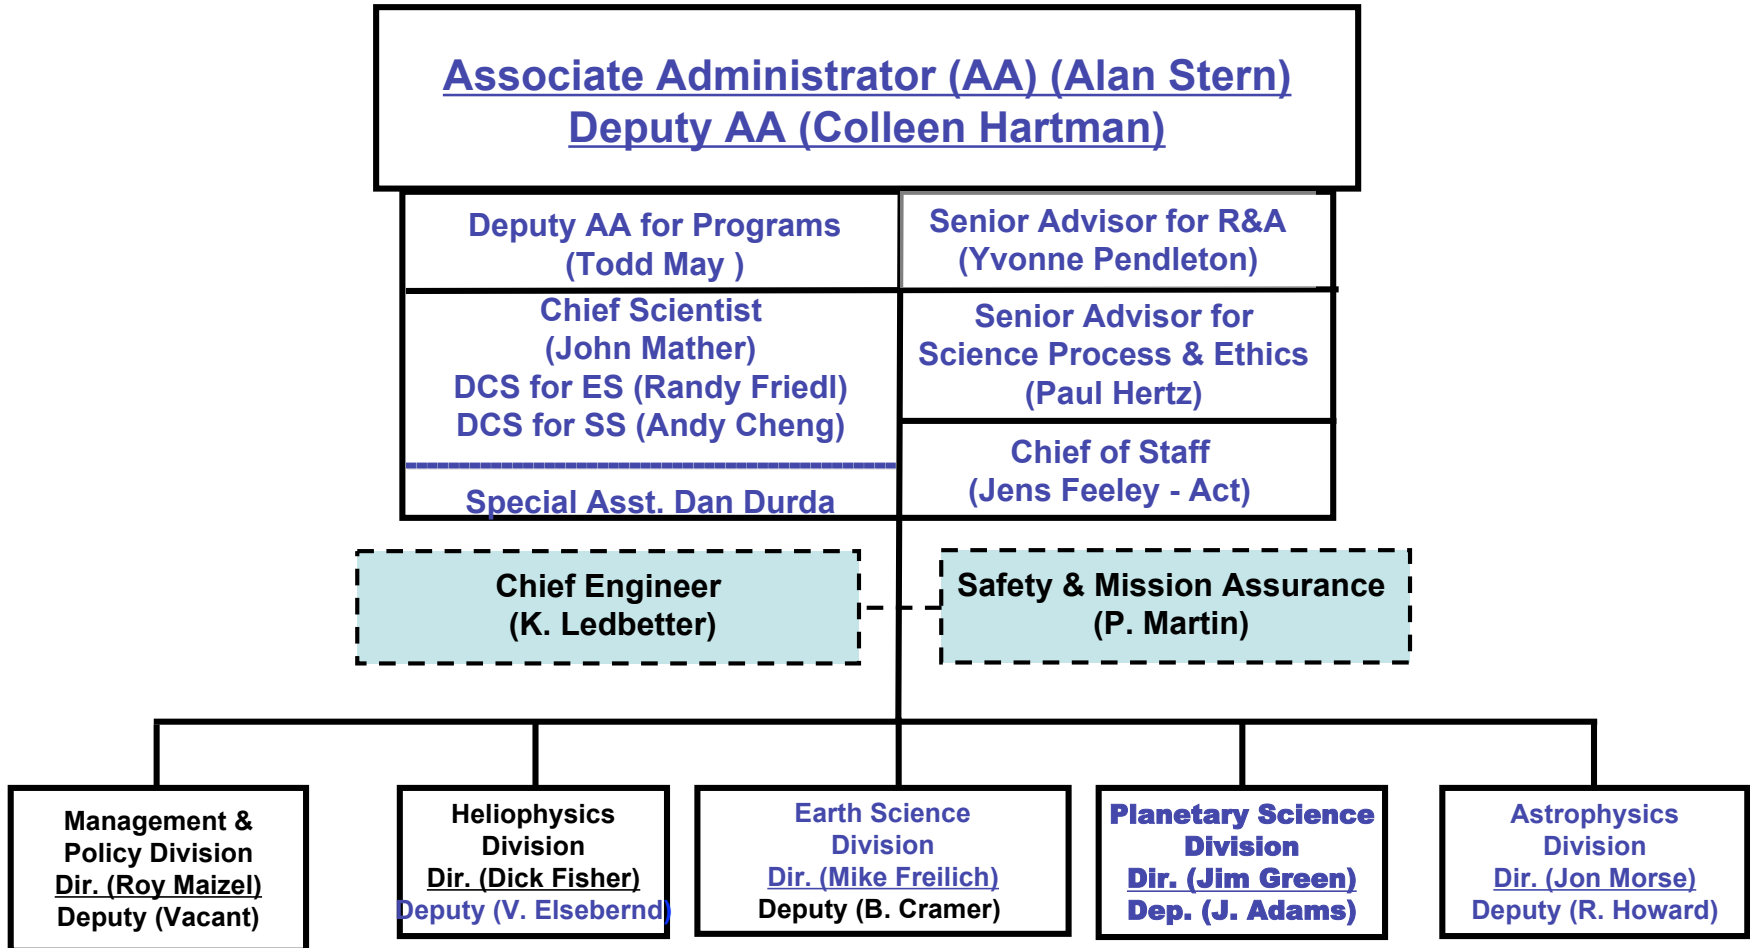 Associate Administrator (AA) (Alan Stern)
Deputy AA (Colleen Hartman)
Deputy AA for Programs
(Todd May )
Senior Advisor for R&A
(Yvonne Pendleton)
Chief Scientist
(John Mather)
DCS for ES (Randy Friedl)
DCS for SS (Andy Cheng)
Special Asst. Dan Durda
Senior Advisor for
Science Process & Ethics
(Paul Hertz)
Chief of Staff
(Jens Feeley - Act)
Chief Engineer
(K. Ledbetter)
Safety & Mission Assurance
(P. Martin)
Management &
Policy Division
Dir. (Roy Maizel)
Deputy (Vacant)
Heliophysics
Division
Dir. (Dick Fisher)
Deputy (V. Elsebernd)
Earth Science
Division
Dir. (Mike Freilich)
Deputy (B. Cramer)
Planetary Science
Division
Dir. (Jim Green)
Dep. (J. Adams)
Astrophysics
Division
Dir. (Jon Morse)
Deputy (R. Howard)